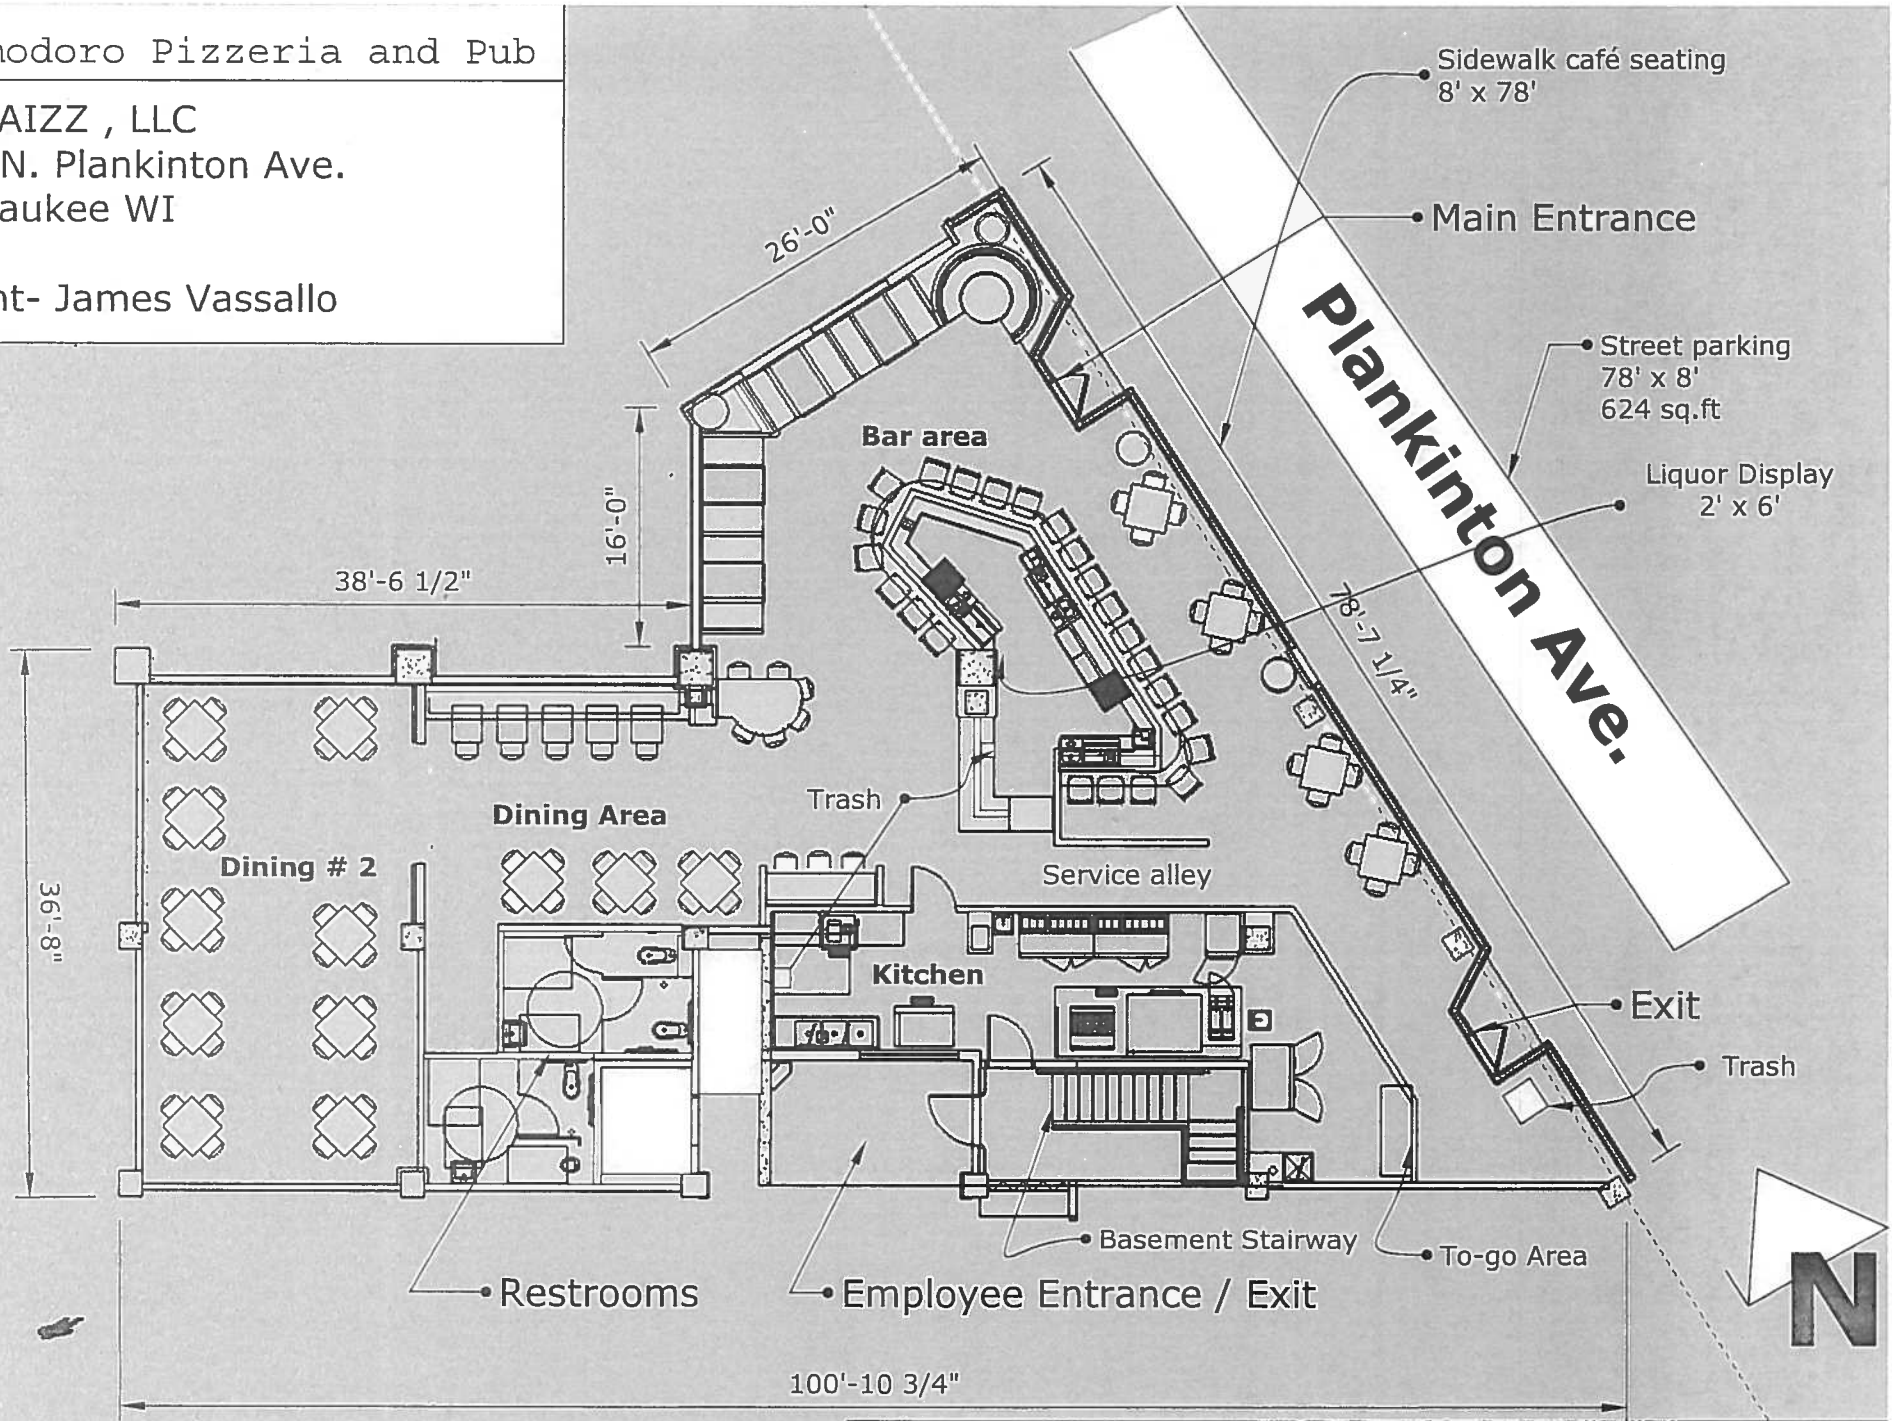 nodoro Pizzeria and Pub
AIZZ , LLC
N. Plankinton Ave.
aukee WI
nt- James Vassallo
Sidewalk café seating
8' x 78'
Main Entrance
26'-0"
Plankinton Ave.
Street parking
78' x 8'
624 sq.ft
Liquor Display
2' x 6'
Bar area
16'-0"
38'-6 1/2"
78'-7 1/4"
Trash
Dining Area
Dining # 2
Service alley
36'-8"
Kitchen
Exit
Trash
Basement Stairway
To-go Area
Restrooms
Employee Entrance / Exit
N
100'-10 3/4"